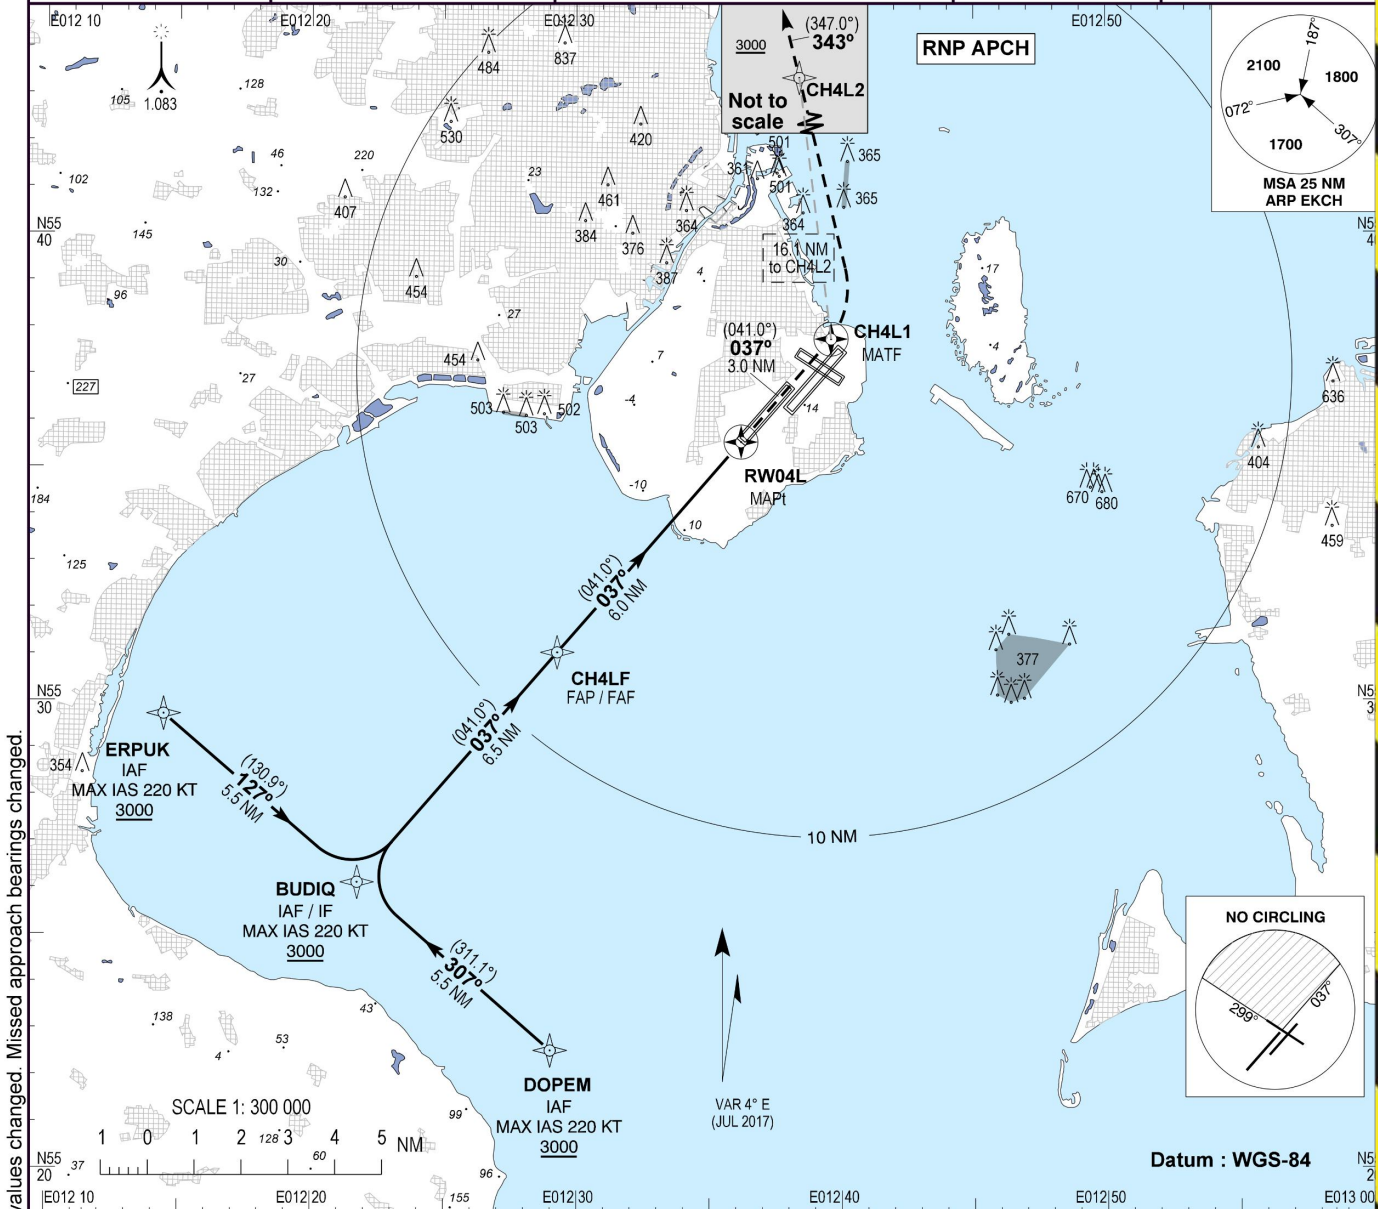 E012 10
E012 20
E012 30
E012 50
(347.0°)
343°
3000
CH4L2
Not to
scale
RNP APCH
187°
2100
1800
072°
307°
1700
MSA 25 NM
ARP EKCH
1.083
105
128
484
837
530
420
46
220
102
132
23
407
461
384
376
364
387
361
501
501
364
365
365
N55
40
145
30
96
454
27
4
16.1 NM
to CH4L2
17
4
227
27
454
7
-4
503
503
502
(041.0°)
037°
3.0 NM
CH4L1
MATF
14
636
404
RW04L
MAPt
670
680
459
184
-10
10
125
(041.0°)
037°
6.0 NM
377
CH4LF
FAP / FAF
N55
30
(041.0°)
037°
6.5 NM
354
ERPUK
IAF
MAX IAS 220 KT
3000
(130.9°)
127°
5.5 NM
10 NM
BUDIQ
IAF / IF
MAX IAS 220 KT
3000
(311.1°)
307°
5.5 NM
NO CIRCLING
299°
037°
138
43
53
4
DOPEM
IAF
MAX IAS 220 KT
3000
VAR 4° E
(JUL 2017)
SCALE 1: 300 000
1 0 1 2 3 4 5 NM
128
99
60
37
96
155
Datum : WGS-84
N55
20
E012 10
E012 20
E012 30
E012 40
E012 50
E013 00
values changed. Missed approach bearings changed.